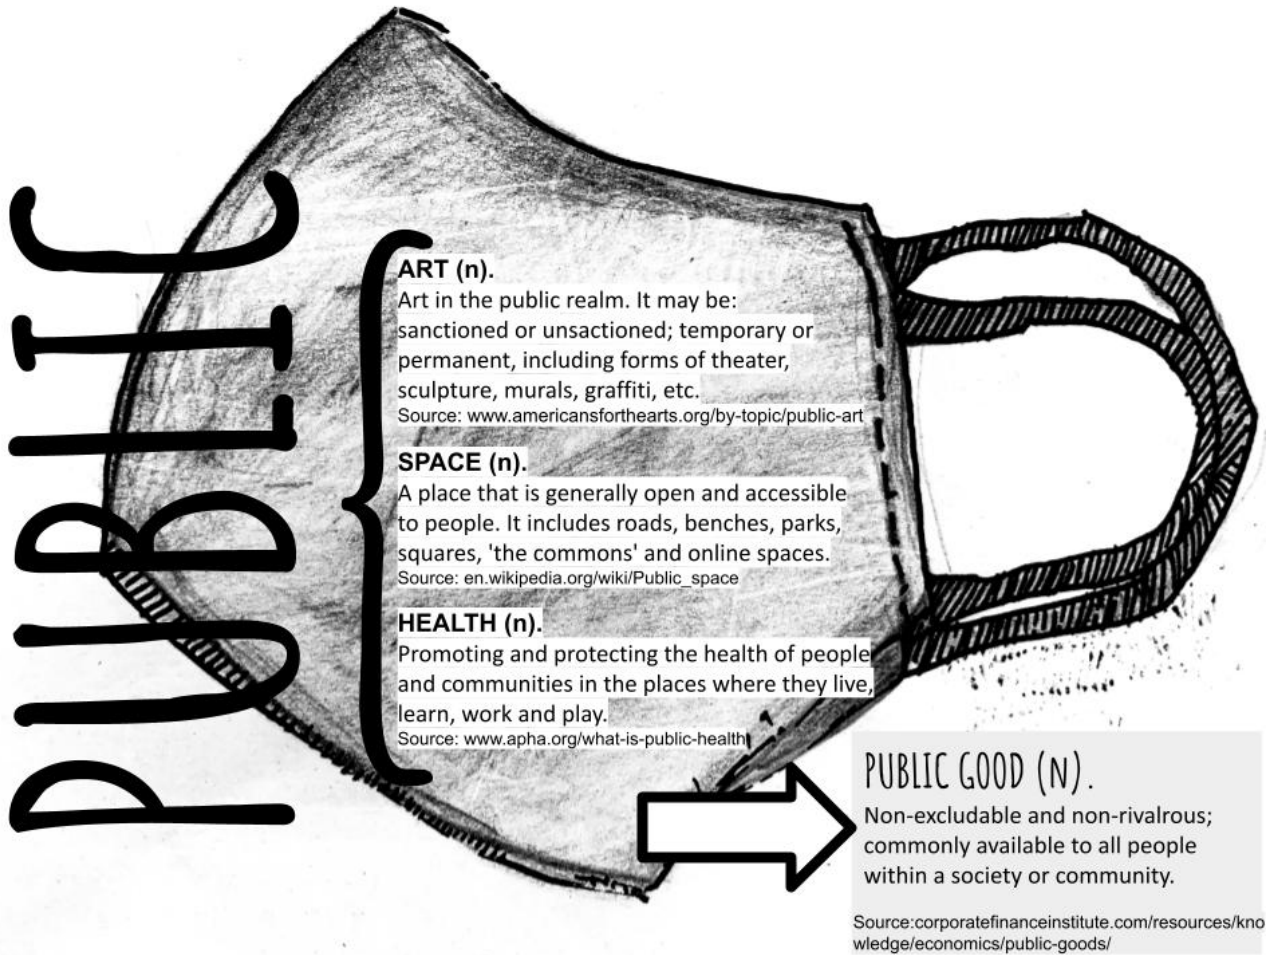 PUBLIC
ART (n).
Art in the public realm. It may be:
sanctioned or unsactioned; temporary or
permanent, including forms of theater,
sculpture, murals, graffiti, etc.
Source: www.americansforthearts.org/by-topic/public-art
SPACE (n).
A place that is generally open and accessible
to people. It includes roads, benches, parks,
squares, 'the commons' and online spaces.
Source: en.wikipedia.org/wiki/Public_space
HEALTH (n).
Promoting and protecting the health of people
and communities in the places where they live,
learn, work and play.
Source: www.apha.org/what-is-public-health
PUBLIC GOOD (N).
Non-excludable and non-rivalrous;
commonly available to all people
within a society or community.
Source:corporatefinanceinstitute.com/resources/kno
wledge/economics/public-goods/